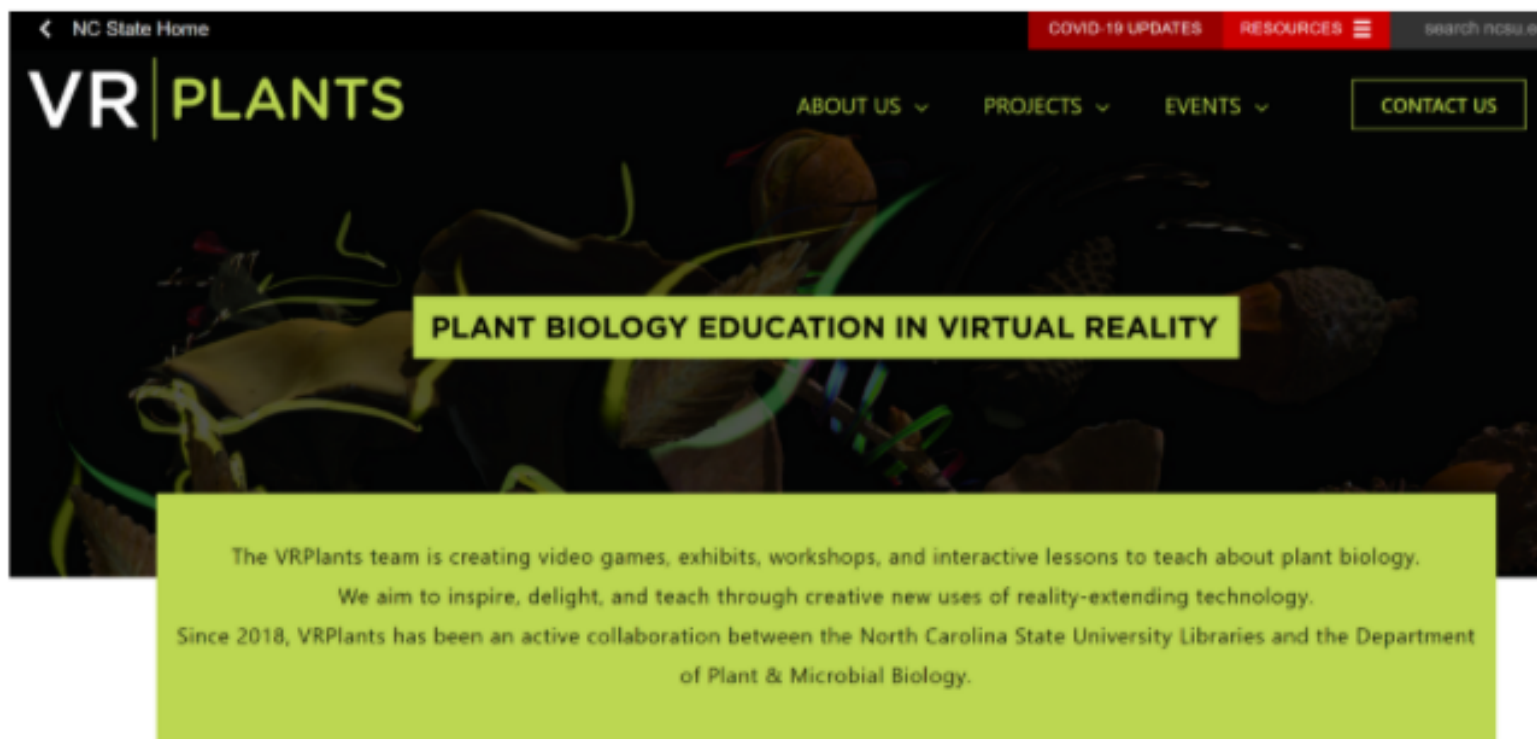 NC State Home
COVID-19 UPDATES
RESOURCES
search ncsu.e
VR PLANTS
ABOUT US
PROJECTS
EVENTS
CONTACT US
PLANT BIOLOGY EDUCATION IN VIRTUAL REALITY
The VRPlants team is creating video games, exhibits, workshops, and interactive lessons to teach about plant biology.
We aim to inspire, delight, and teach through creative new uses of reality-extending technology.
Since 2018, VRPlants has been an active collaboration between the North Carolina State University Libraries and the Department
of Plant & Microbial Biology.